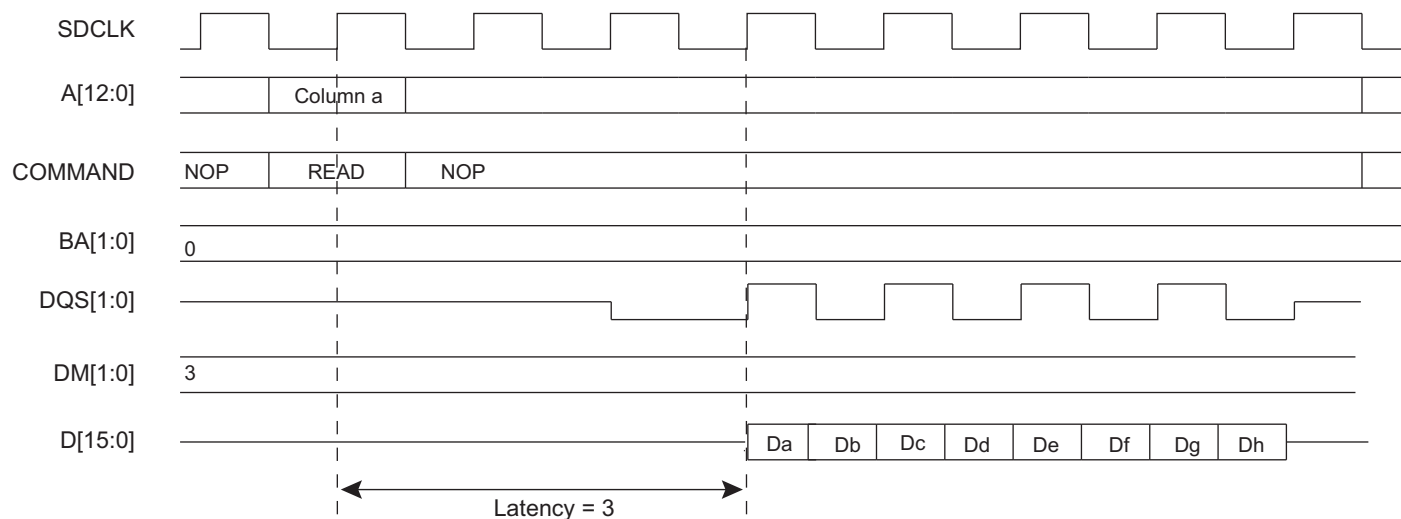 SDCLK
A[12:0] Column a
COMMAND NOP READ NOP
BA[1:0] 0
DQS[1:0]
DM[1:0] 3
D[15:0] Da Db Dc Dd De Df Dg Dh
Latency = 3